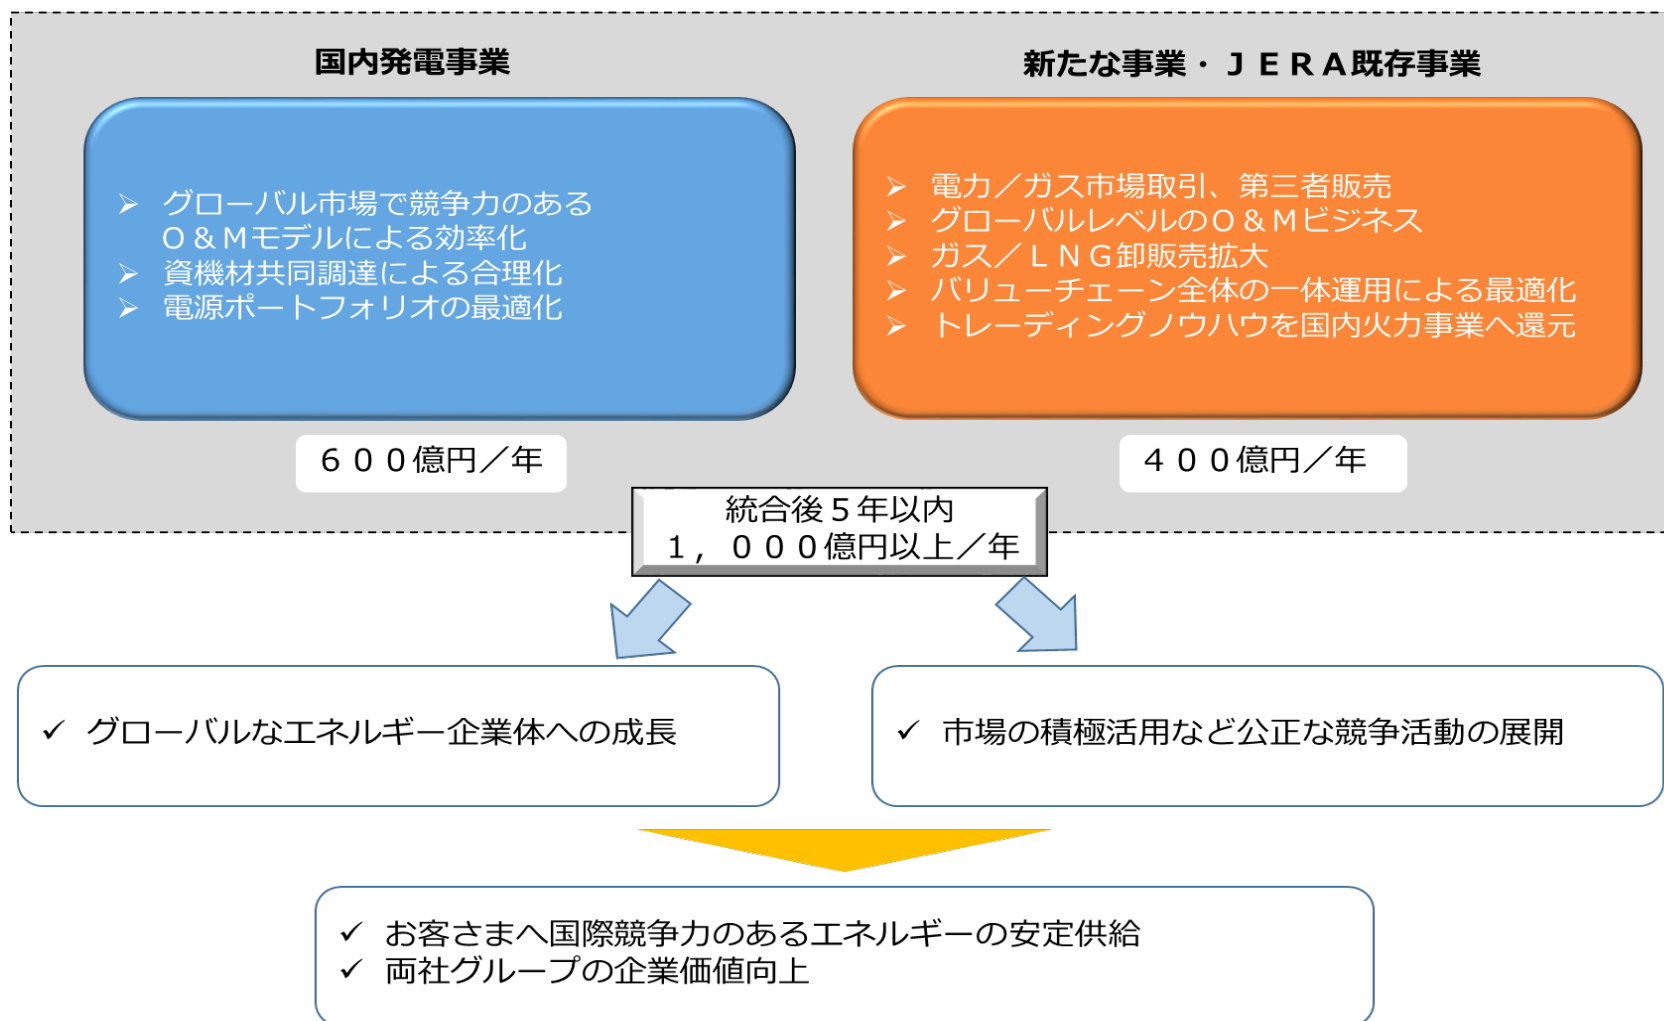 国内発電事業
➢ グローバル市場で競争力のある
O&Mモデルによる効率化
➢ 資機材共同調達による合理化
➢ 電源ポートフォリオの最適化
600億円/年
新たな事業・JERA既存事業
➢ 電力/ガス市場取引、第三者販売
➢ グローバルレベルのO&Mビジネス
➢ ガス/LNG卸販売拡大
➢ バリューチェーン全体の一体運用による最適化
➢ トレーディングノウハウを国内火力事業へ還元
400億円/年
統合後5年以内
1,000億円以上/年
✓ グローバルなエネルギー企業体への成長
✓ 市場の積極活用など公正な競争活動の展開
✓ お客さまへ国際競争力のあるエネルギーの安定供給
✓ 両社グループの企業価値向上